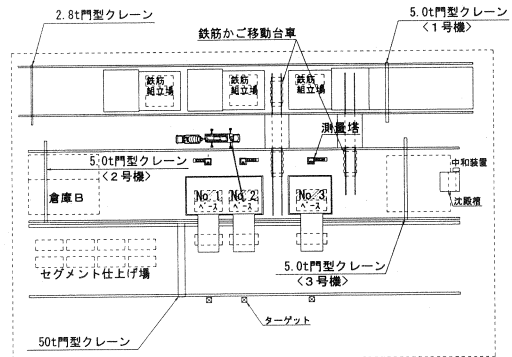 2.8t門型クレーン
鉄筋かご移動台車
5.0t門型クレーン
<1号機>
鉄筋
組立場
鉄筋
組立場
鉄筋
組立場
測量塔
5.0t門型クレーン
<2号機>
中和装置
倉庫B
No.1
ベース
No.2
ベース
No.3
ベース
沈殿槽
セグメント仕上げ場
5.0t門型クレーン
<3号機>
50t門型クレーン
ターゲット